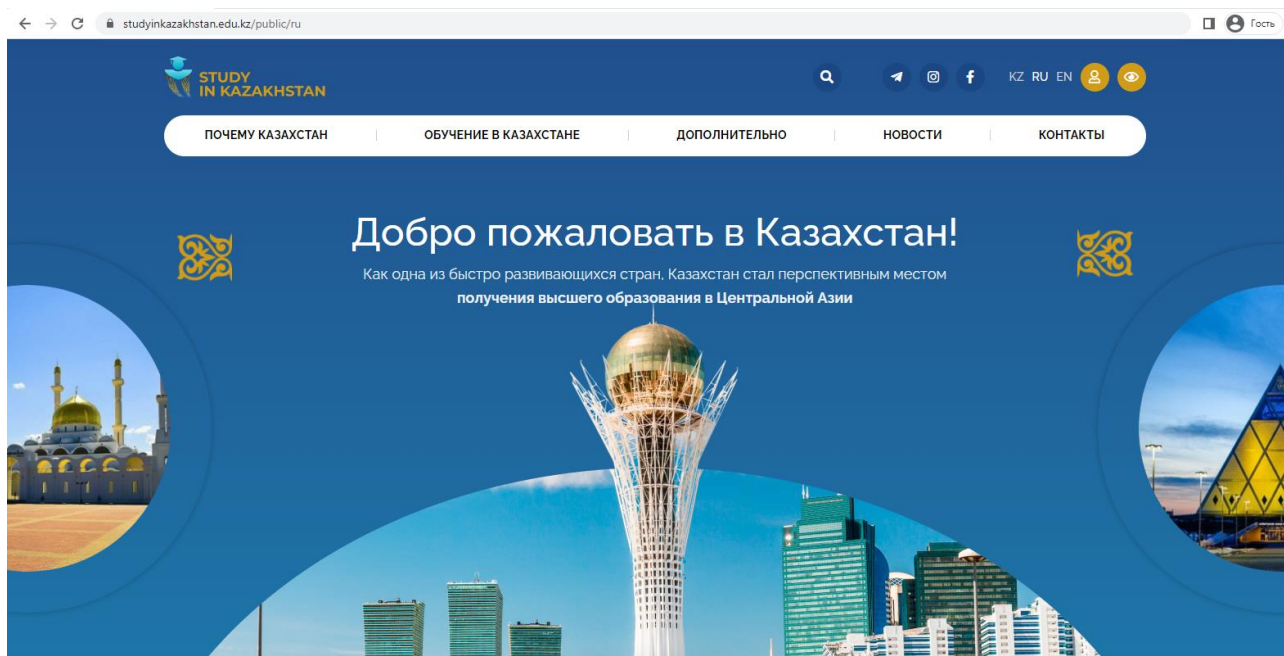 studyinkazakhstan.edu.kz/public/ru
Гость
STUDY
IN KAZAKHSTAN
KZ RU EN
ПОЧЕМУ КАЗАХСТАН
ОБУЧЕНИЕ В КАЗАХСТАНЕ
ДОПОЛНИТЕЛЬНО
НОВОСТИ
КОНТАКТЫ
Добро пожаловать в Казахстан!
Как одна из быстро развивающихся стран, Казахстан стал перспективным местом
получения высшего образования в Центральной Азии